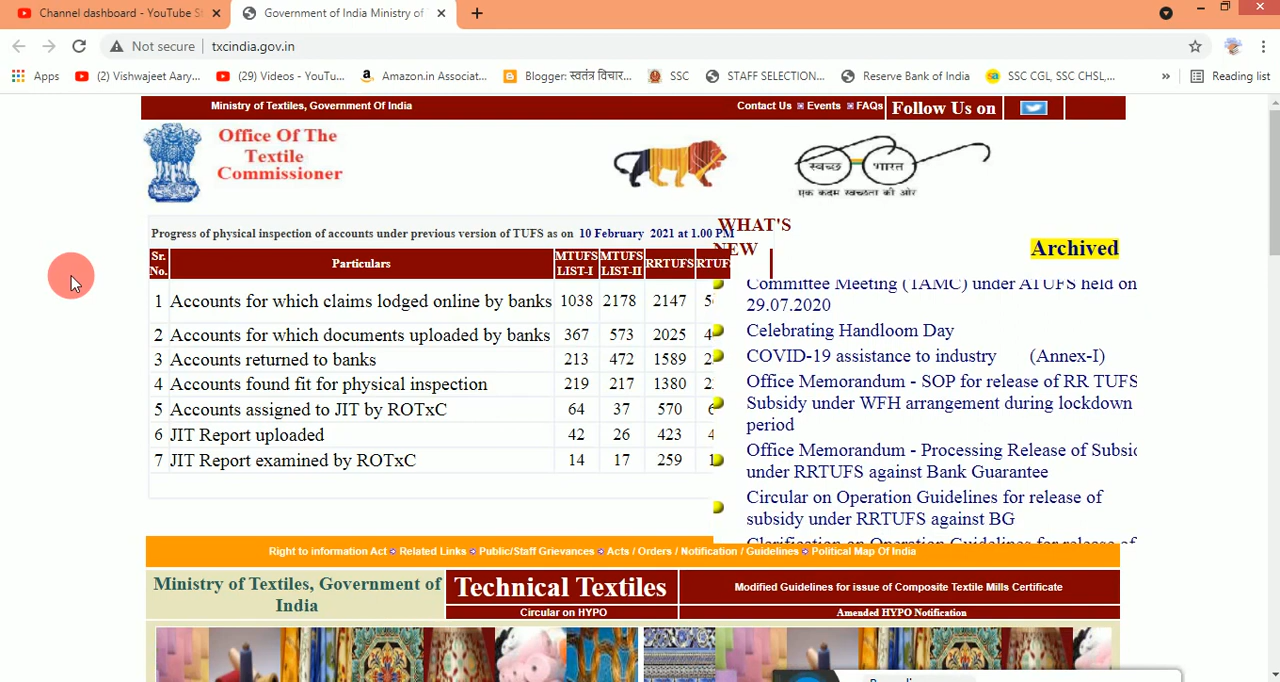 Channel dashboard - YouTube S
Government of India Ministry of
Not secure
txcindia.gov.in
Apps
(2) Vishwajeet Aary...
(29) Videos - YouTu...
Amazon.in Associat...
Blogger: स्वतंत्र विचार...
SSC
STAFF SELECTION...
Reserve Bank of India
SSC CGL, SSC CHSL,...
Reading list
Ministry of Textiles, Government Of India
Contact Us Events FAQs
Follow Us on
Office Of The
Textile
Commissioner
स्वच्छ भारत
एक कदम स्वच्छता की ओर
Progress of physical inspection of accounts under previous version of TUFS as on 10 February 2021 at 1.00 PM
Sr. No. Particulars MTUFS LIST-I MTUFS LIST-II RRTUFS RTUF
1 Accounts for which claims lodged online by banks 1038 2178 2147
2 Accounts for which documents uploaded by banks 367 573 2025
3 Accounts returned to banks 213 472 1589
4 Accounts found fit for physical inspection 219 217 1380
5 Accounts assigned to JIT by ROTxC 64 37 570
6 JIT Report uploaded 42 26 423
7 JIT Report examined by ROTxC 14 17 259
WHAT'S
NEW
Archived
Committee Meeting (TAMC) under ATUFS held on
29.07.2020
Celebrating Handloom Day
COVID-19 assistance to industry (Annex-I)
Office Memorandum - SOP for release of RR TUFS
Subsidy under WFH arrangement during lockdown
period
Office Memorandum - Processing Release of Subsi
under RRTUFS against Bank Guarantee
Circular on Operation Guidelines for release of
subsidy under RRTUFS against BG
Clarification on Operation Guidelines for release of
Right to information Act Related Links Public/Staff Grievances Acts / Orders / Notification / Guidelines Political Map Of India
Ministry of Textiles, Government of
India
Technical Textiles
Circular on HYPO
Modified Guidelines for issue of Composite Textile Mills Certificate
Amended HYPO Notification